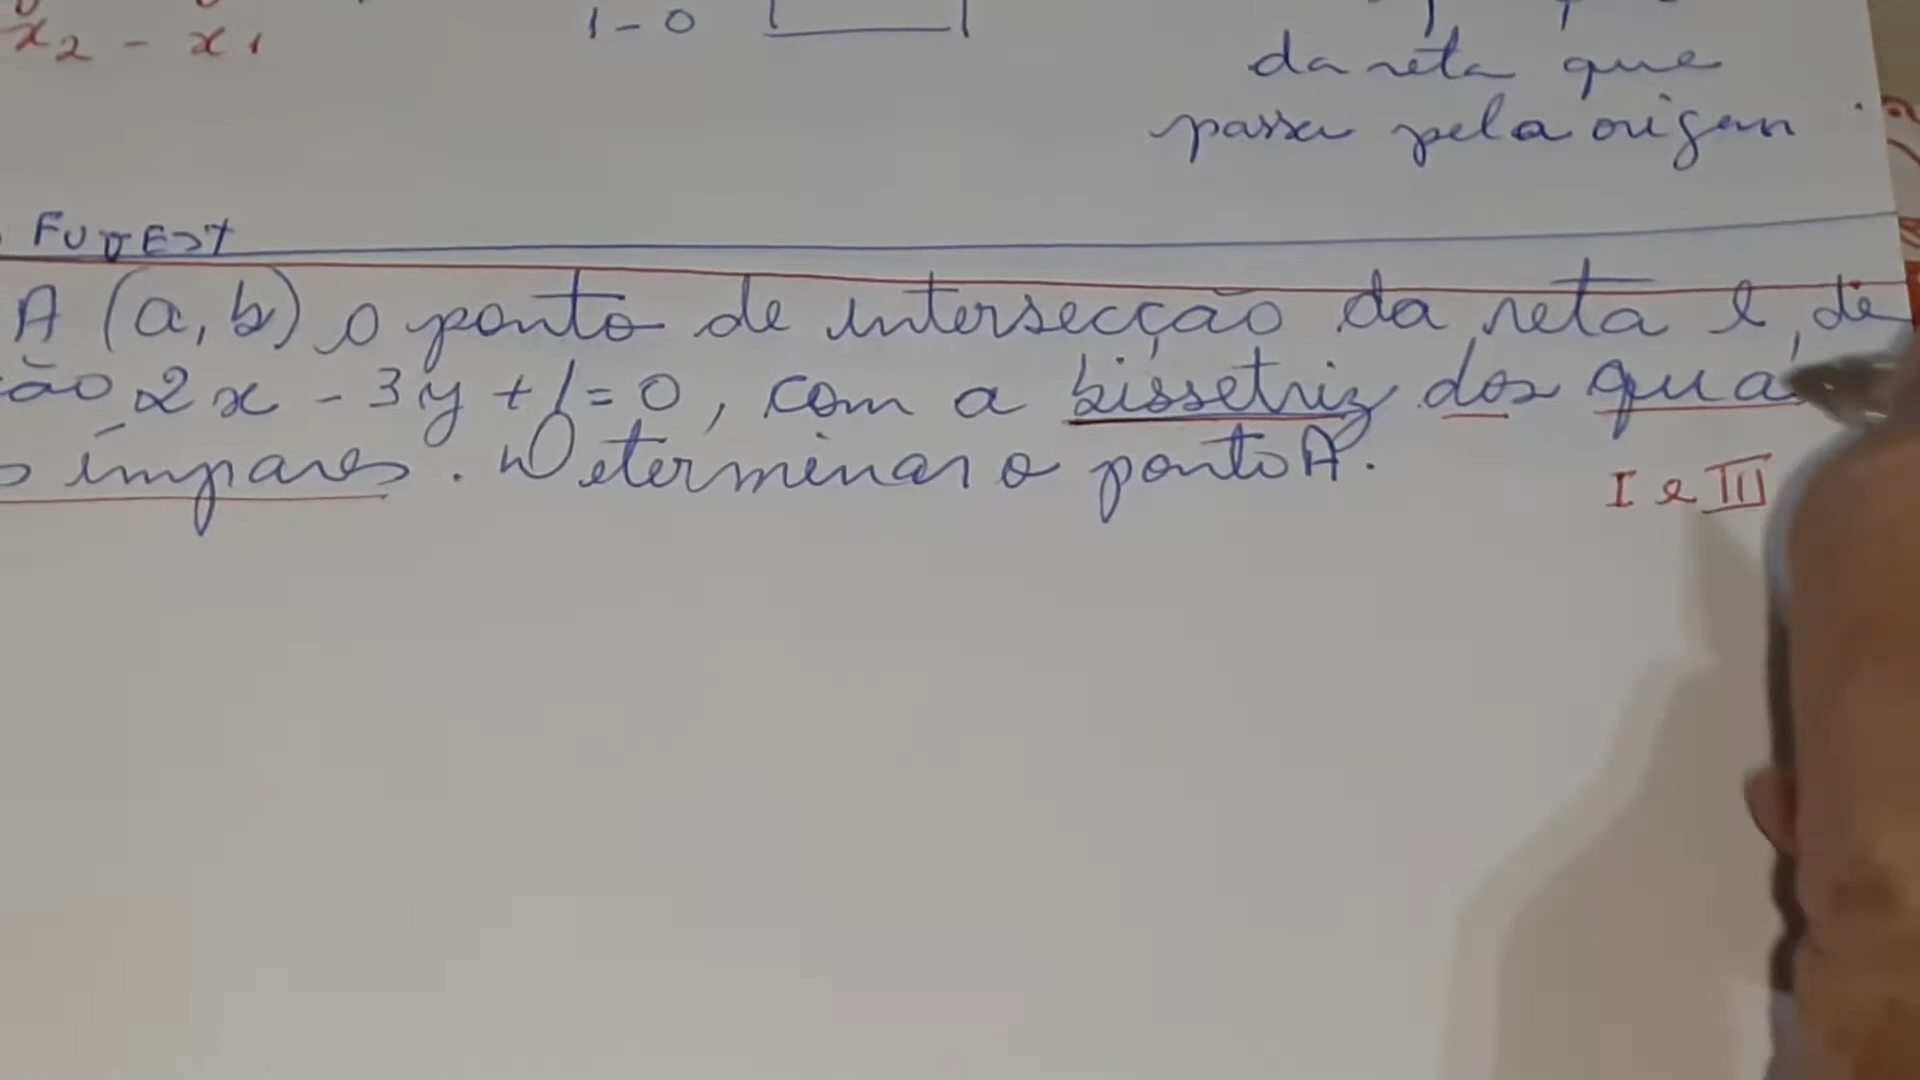 x2 - x1
1-0
da reta que
passa pela origem
FUVEST
A (a, b) o ponto de intersecção da reta l, de
ão 2x - 3y + 1 = 0, com a bissetriz dos quá
s ímpares. Determinar o ponto A.
I e III